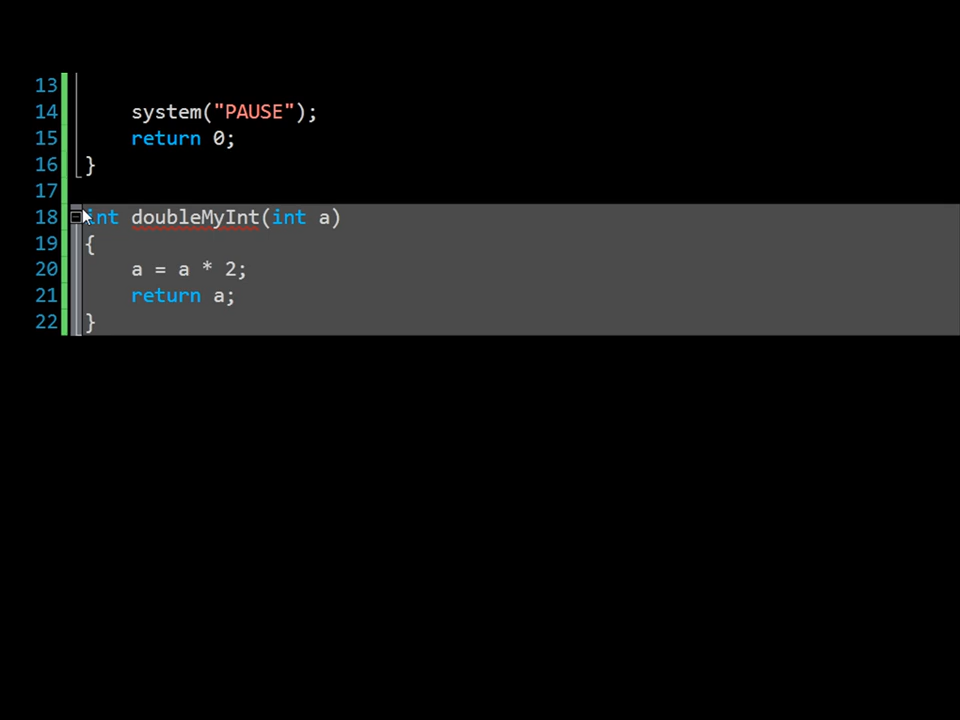 13
14 system("PAUSE");
15 return 0;
16 }
17
18 int doubleMyInt(int a)
19 {
20 a = a * 2;
21 return a;
22 }